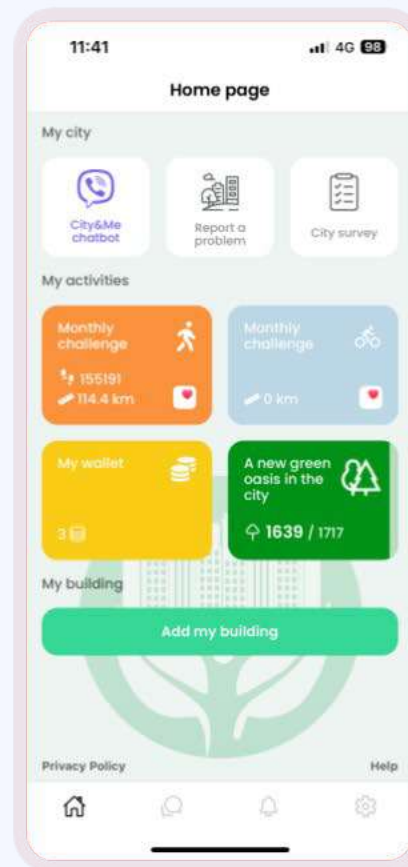 11:41
4G 98
Home page
My city
City&Me
chatbot
Report a
problem
City survey
My activities
Monthly
challenge
155191
114.4 km
Monthly
challenge
0 km
My wallet
3
A new green
oasis in the
city
1639 / 1717
My building
Add my building
Privacy Policy
Help